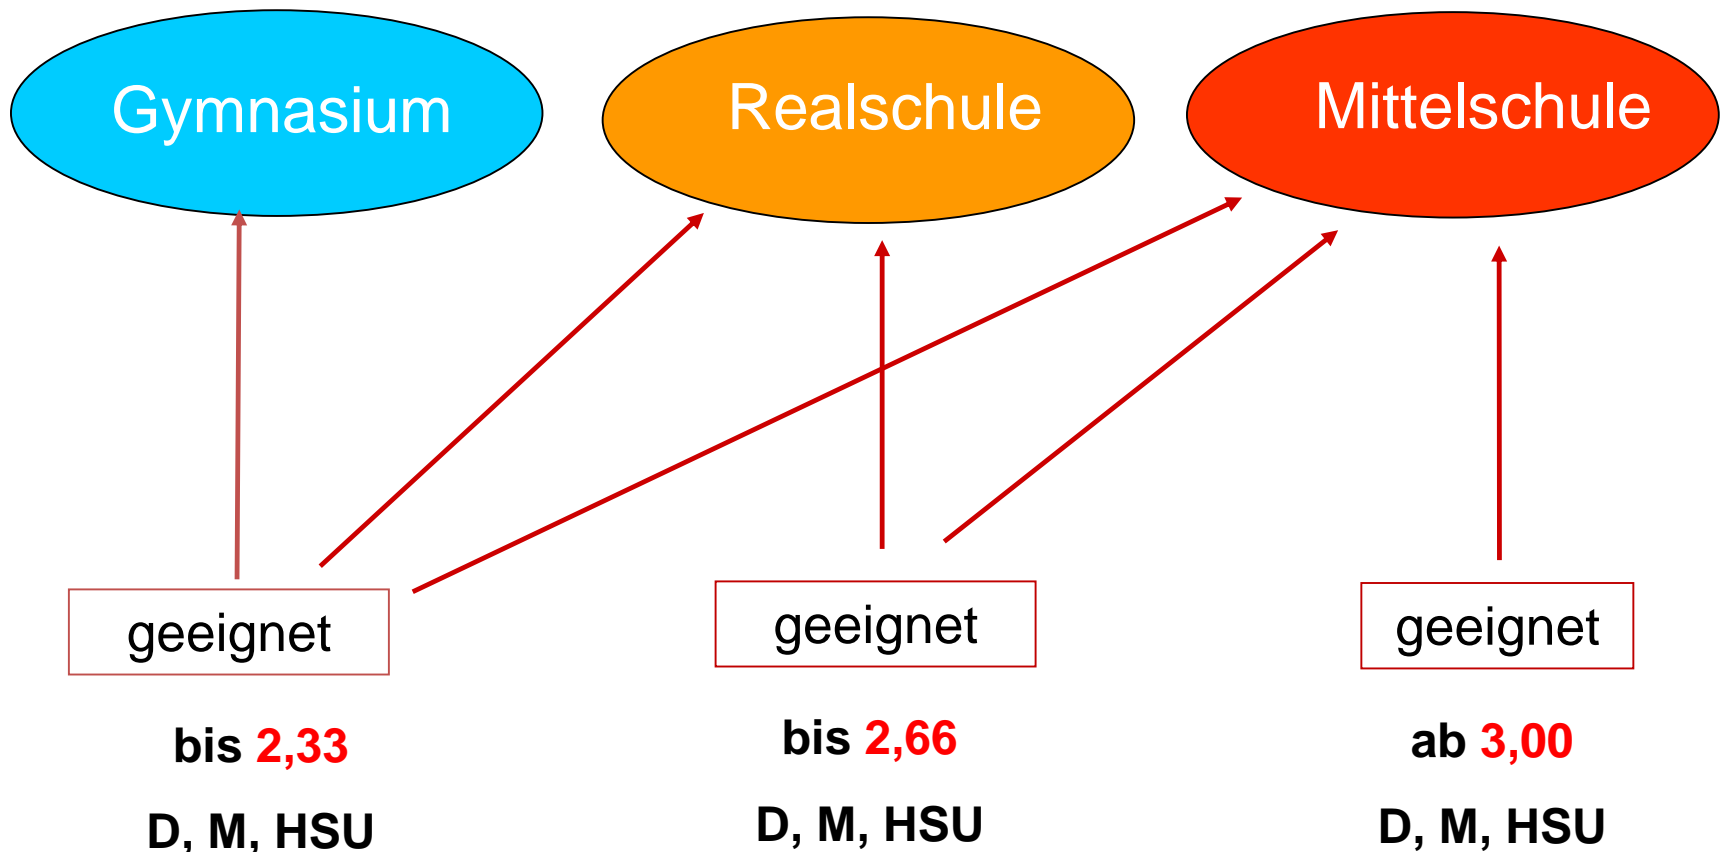 Gymnasium
Realschule
Mittelschule
geeignet
geeignet
geeignet
bis 2,33
bis 2,66
ab 3,00
D, M, HSU
D, M, HSU
D, M, HSU